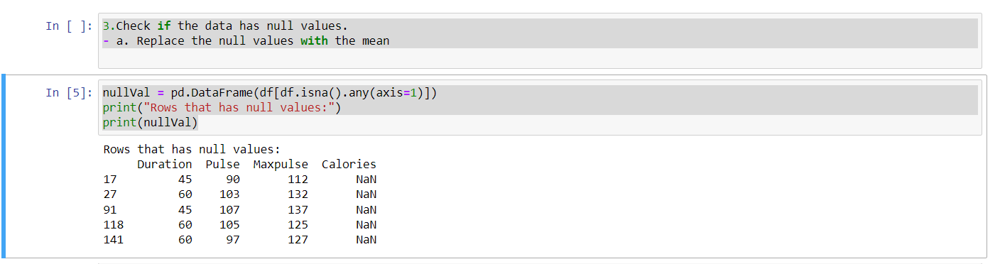 In [ ]: 3.Check if the data has null values.
- a. Replace the null values with the mean
In [5]: nullVal = pd.DataFrame(df[df.isna().any(axis=1)])
print("Rows that has null values:")
print(nullVal)
Rows that has null values:
Duration Pulse Maxpulse Calories
17 45 90 112 NaN
27 60 103 132 NaN
91 45 107 137 NaN
118 60 105 125 NaN
141 60 97 127 NaN